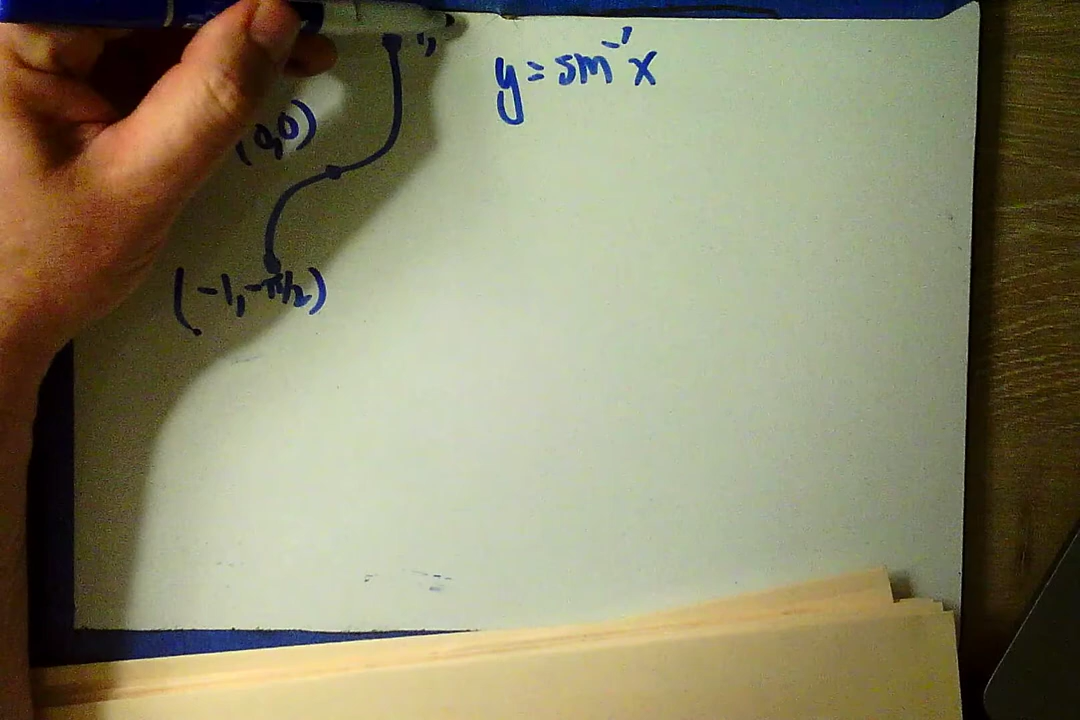 y = sin⁻¹x
(0,0)
(-1, -π/2)